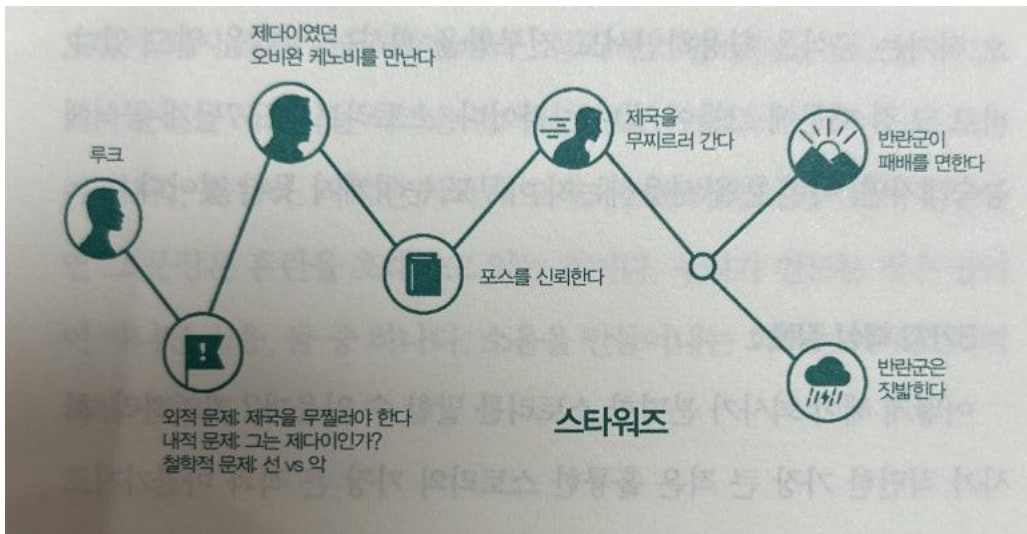 루크
제다이였던
오비완 케노비를 만난다
제국을
무찌르러 간다
반란군이
패배를 면한다
포스를 신뢰한다
반란군은
짓밟힌다
외적 문제: 제국을 무찔러야 한다
내적 문제: 그는 제다이인가?
철학적 문제: 선 vs 악
스타워즈